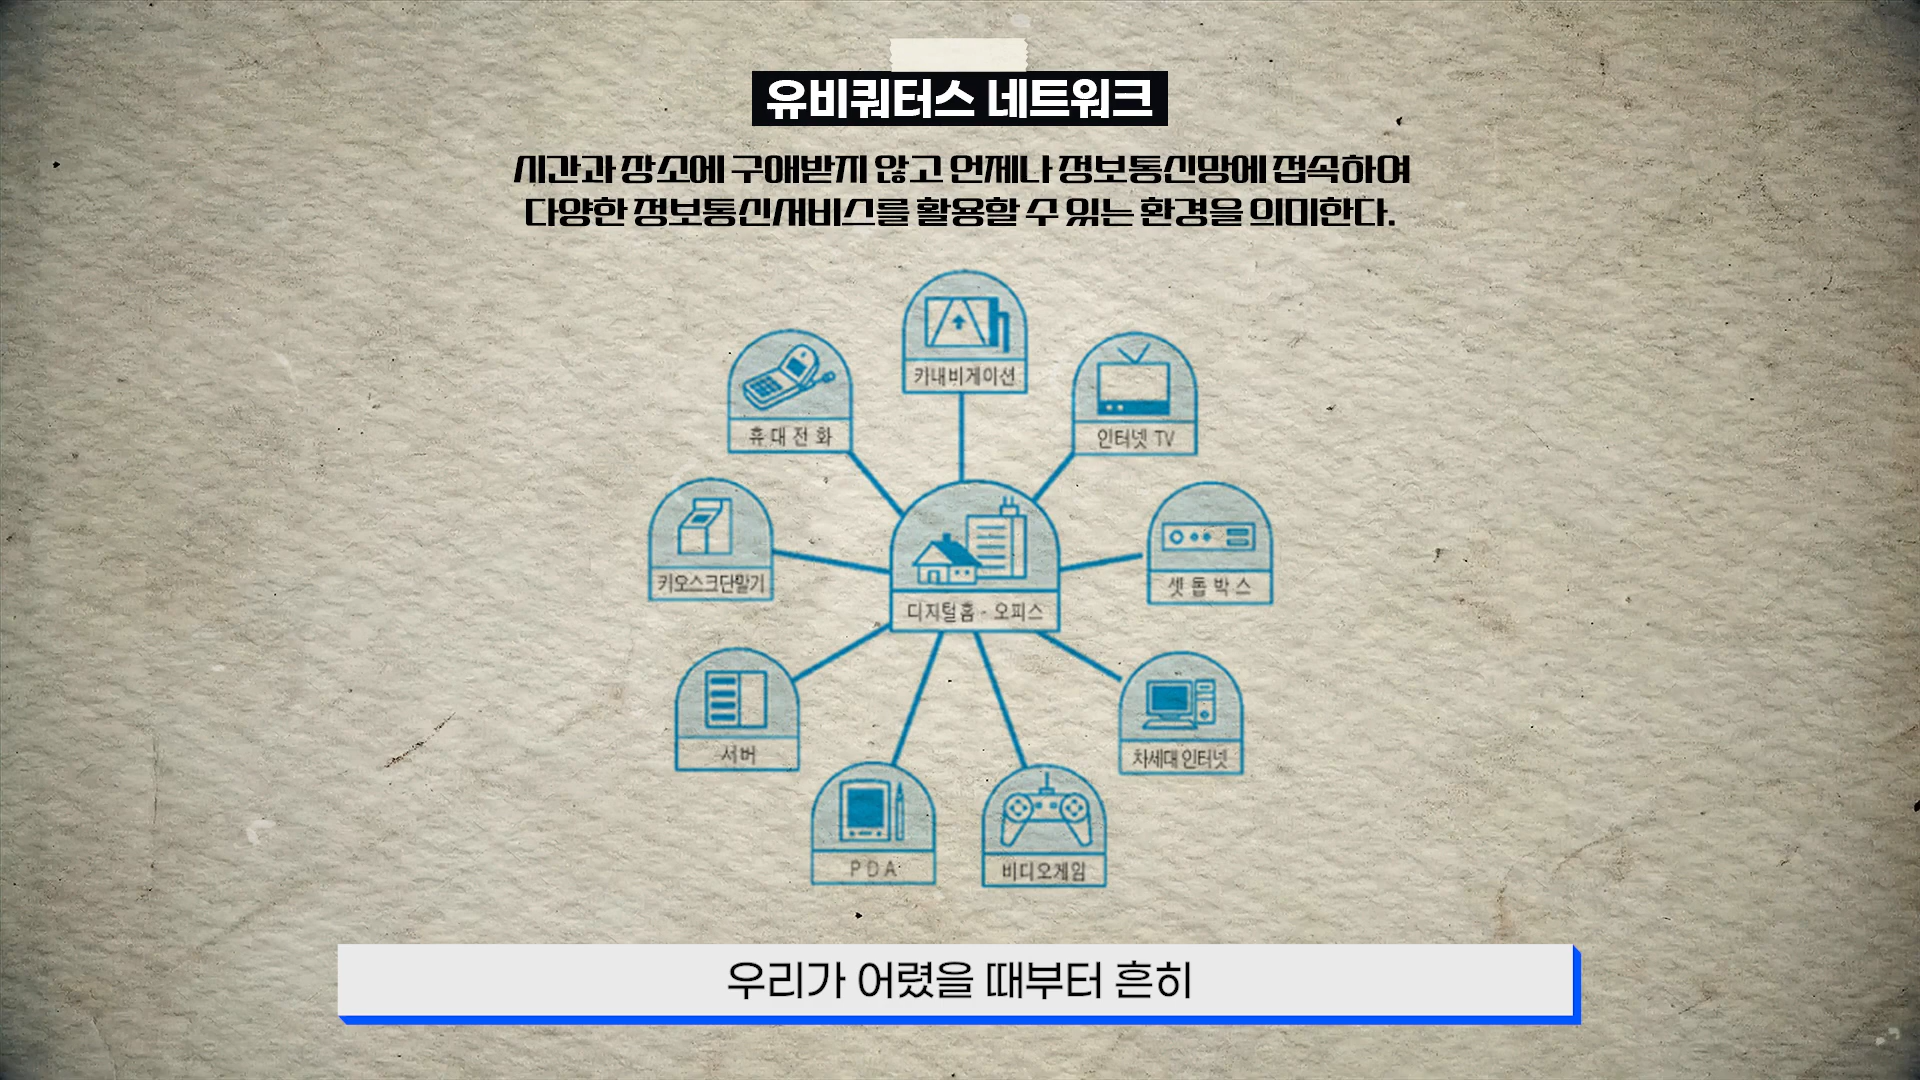 유비쿼터스 네트워크
시간과 장소에 구애받지 않고 언제나 정보통신망에 접속하여
다양한 정보통신서비스를 활용할 수 있는 환경을 의미한다.
카내비게이션
휴대전화
인터넷 TV
키오스크단말기
디지털홈 - 오피스
셋톱박스
서버
차세대 인터넷
PDA
비디오게임
우리가 어렸을 때부터 흔히